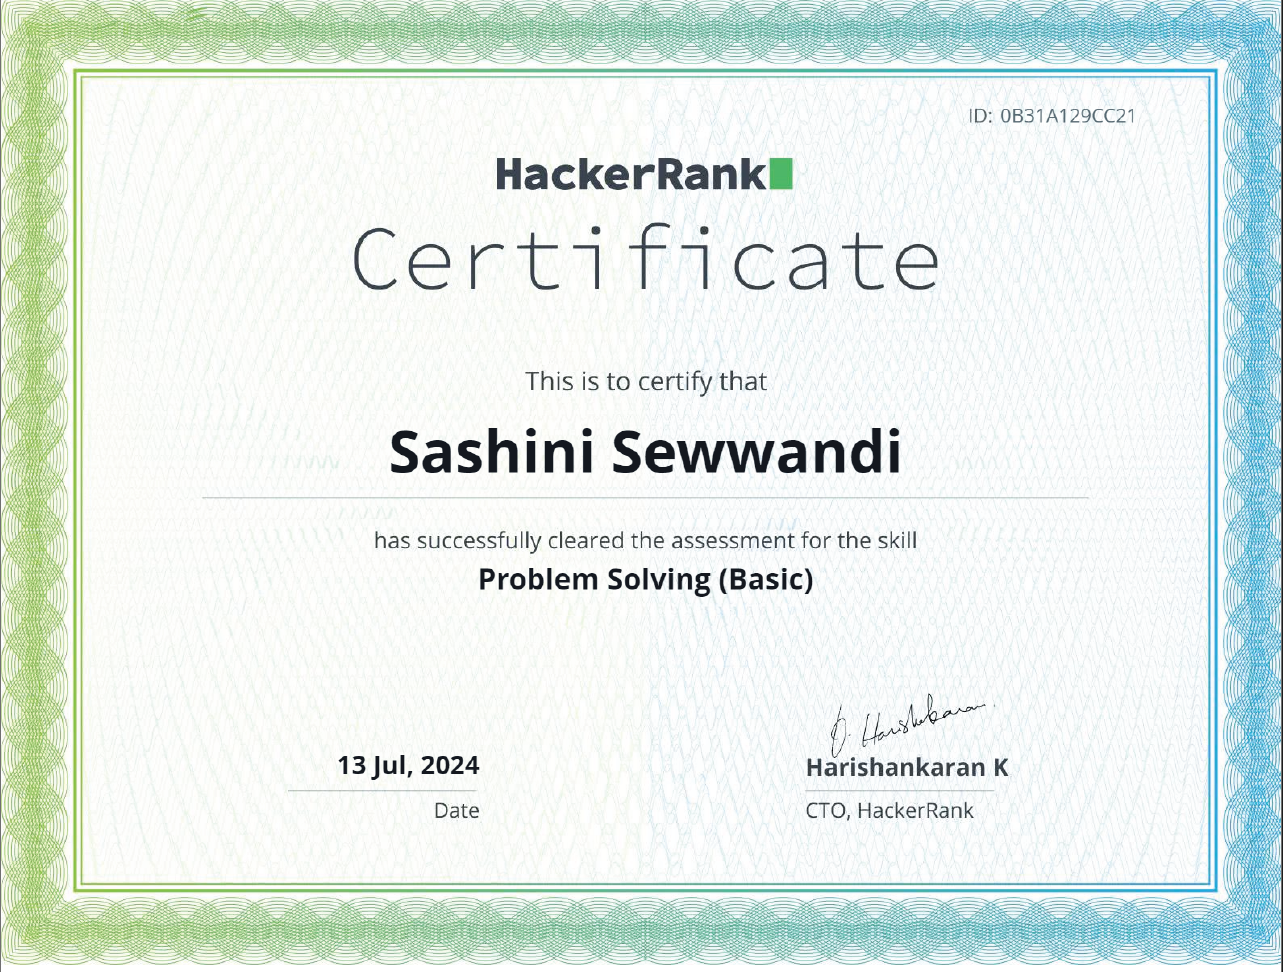 ID: 0B31A129CC21
HackerRank
Certificate
This is to certify that
Sashini Sewwandi
has successfully cleared the assessment for the skill
Problem Solving (Basic)
13 Jul, 2024
Date
Harishankaran K
CTO, HackerRank